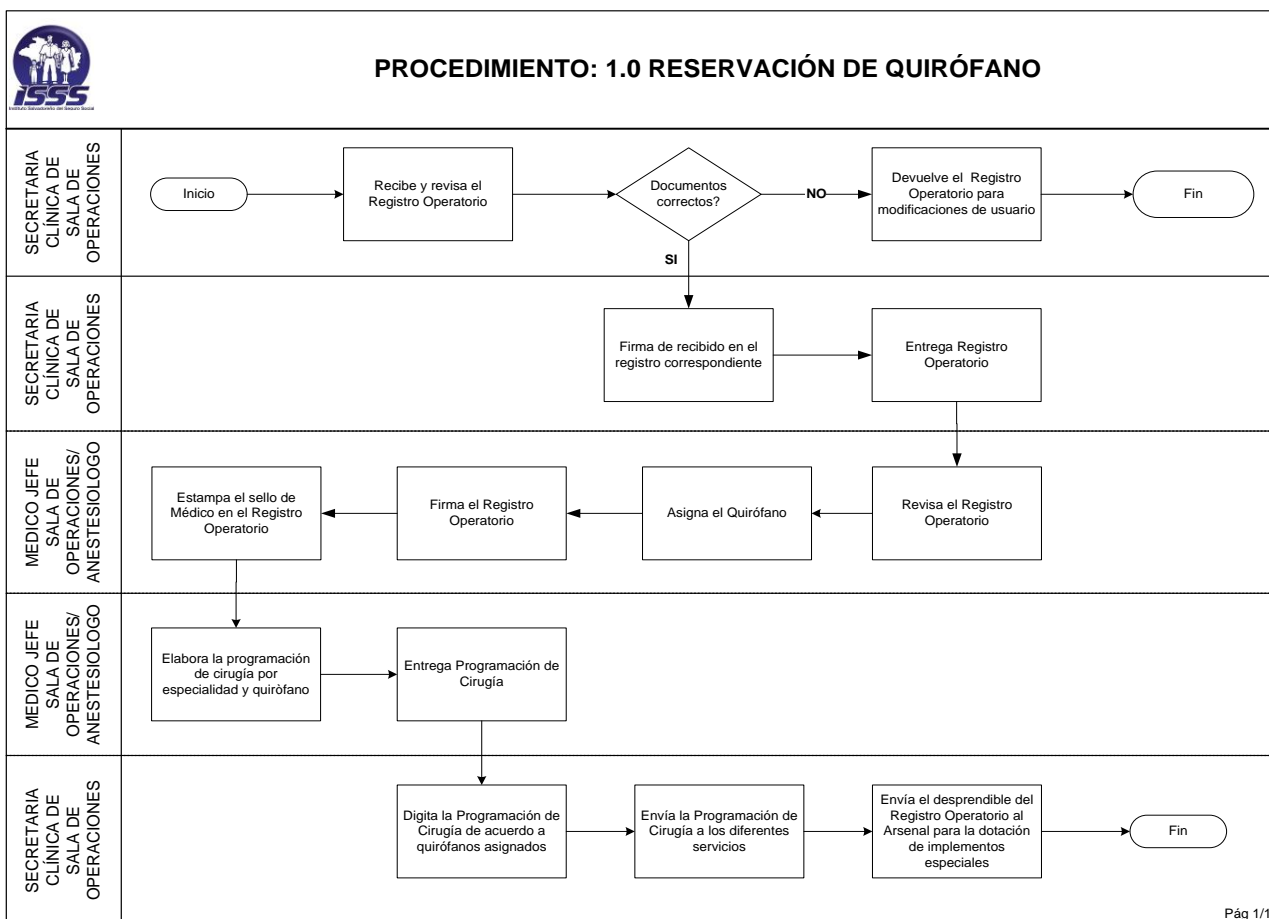 ISSS
Instituto Salvadoreño del Seguro Social
PROCEDIMIENTO: 1.0 RESERVACIÓN DE QUIRÓFANO
SECRETARIA
CLÍNICA DE
SALA DE
OPERACIONES
Inicio
Recibe y revisa el
Registro Operatorio
Documentos
correctos?
NO
Devuelve el Registro
Operatorio para
modificaciones de usuario
Fin
SI
SECRETARIA
CLÍNICA DE
SALA DE
OPERACIONES
Firma de recibido en el
registro correspondiente
Entrega Registro
Operatorio
MEDICO JEFE
SALA DE
OPERACIONES/
ANESTESIOLOGO
Estampa el sello de
Médico en el Registro
Operatorio
Firma el Registro
Operatorio
Asigna el Quirófano
Revisa el Registro
Operatorio
MEDICO JEFE
SALA DE
OPERACIONES/
ANESTESIOLOGO
Elabora la programación
de cirugía por
especialidad y quiròfano
Entrega Programación de
Cirugía
SECRETARIA
CLÍNICA DE
SALA DE
OPERACIONES
Digita la Programación de
Cirugía de acuerdo a
quirófanos asignados
Envía la Programación de
Cirugía a los diferentes
servicios
Envía el desprendible del
Registro Operatorio al
Arsenal para la dotación
de implementos
especiales
Fin
Pág 1/1